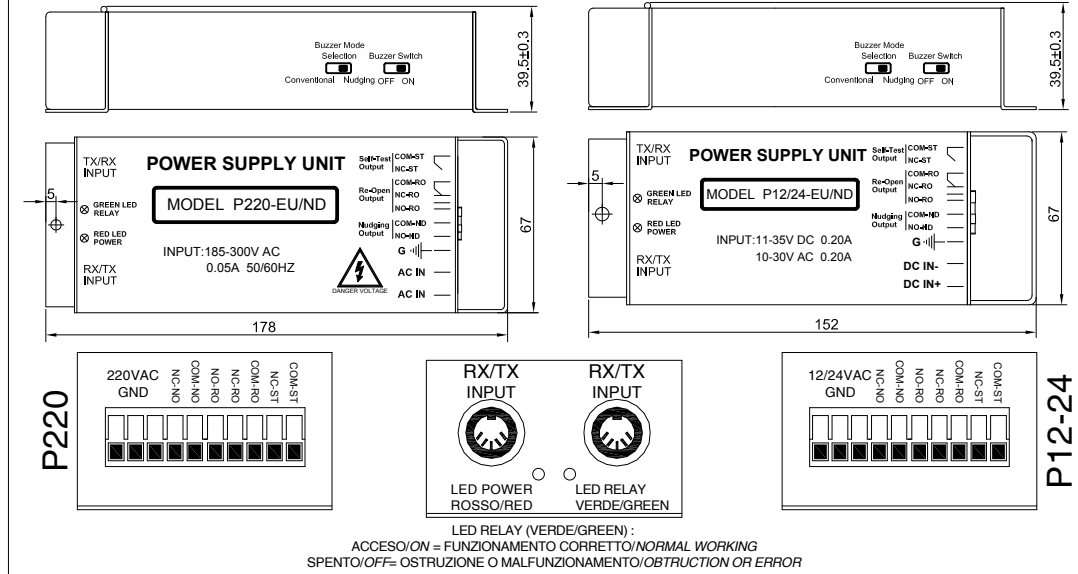 Buzzer Mode
Selection Buzzer Switch
Conventional Nudging OFF ON
39.5±0.3
Buzzer Mode
Selection Buzzer Switch
Conventional Nudging OFF ON
39.5±0.3
TX/RX
INPUT
5
GREEN LED
RELAY
RED LED
POWER
RX/TX
INPUT
POWER SUPPLY UNIT
MODEL P220-EU/ND
INPUT:185-300V AC
0.05A 50/60HZ
DANGER VOLTAGE
Self-Test
Output
COM-ST
NC-ST
Re-Open
Output
COM-RO
NC-RO
NO-RO
Nudging
Output
COM-ND
NO-ND
G
AC IN
AC IN
67
178
TX/RX
INPUT
5
GREEN LED
RELAY
RED LED
POWER
RX/TX
INPUT
POWER SUPPLY UNIT
MODEL P12/24-EU/ND
INPUT:11-35V DC 0.20A
10-30V AC 0.20A
Self-Test
Output
COM-ST
NC-ST
Re-Open
Output
COM-RO
NC-RO
NO-RO
Nudging
Output
COM-ND
NO-ND
G
DC IN-
DC IN+
67
152
P220
220VAC
GND
NC-NO
COM-NO
NO-RO
NC-RO
COM-RO
NC-ST
COM-ST
RX/TX
INPUT
RX/TX
INPUT
LED POWER
ROSSO/RED
LED RELAY
VERDE/GREEN
12/24VAC
GND
NC-NO
COM-NO
NO-RO
NC-RO
COM-RO
NC-ST
COM-ST
P12-24
LED RELAY (VERDE/GREEN) :
ACCESO/ON = FUNZIONAMENTO CORRETTO/NORMAL WORKING
SPENTO/OFF= OSTRUZIONE O MALFUNZIONAMENTO/OBTRUCTION OR ERROR